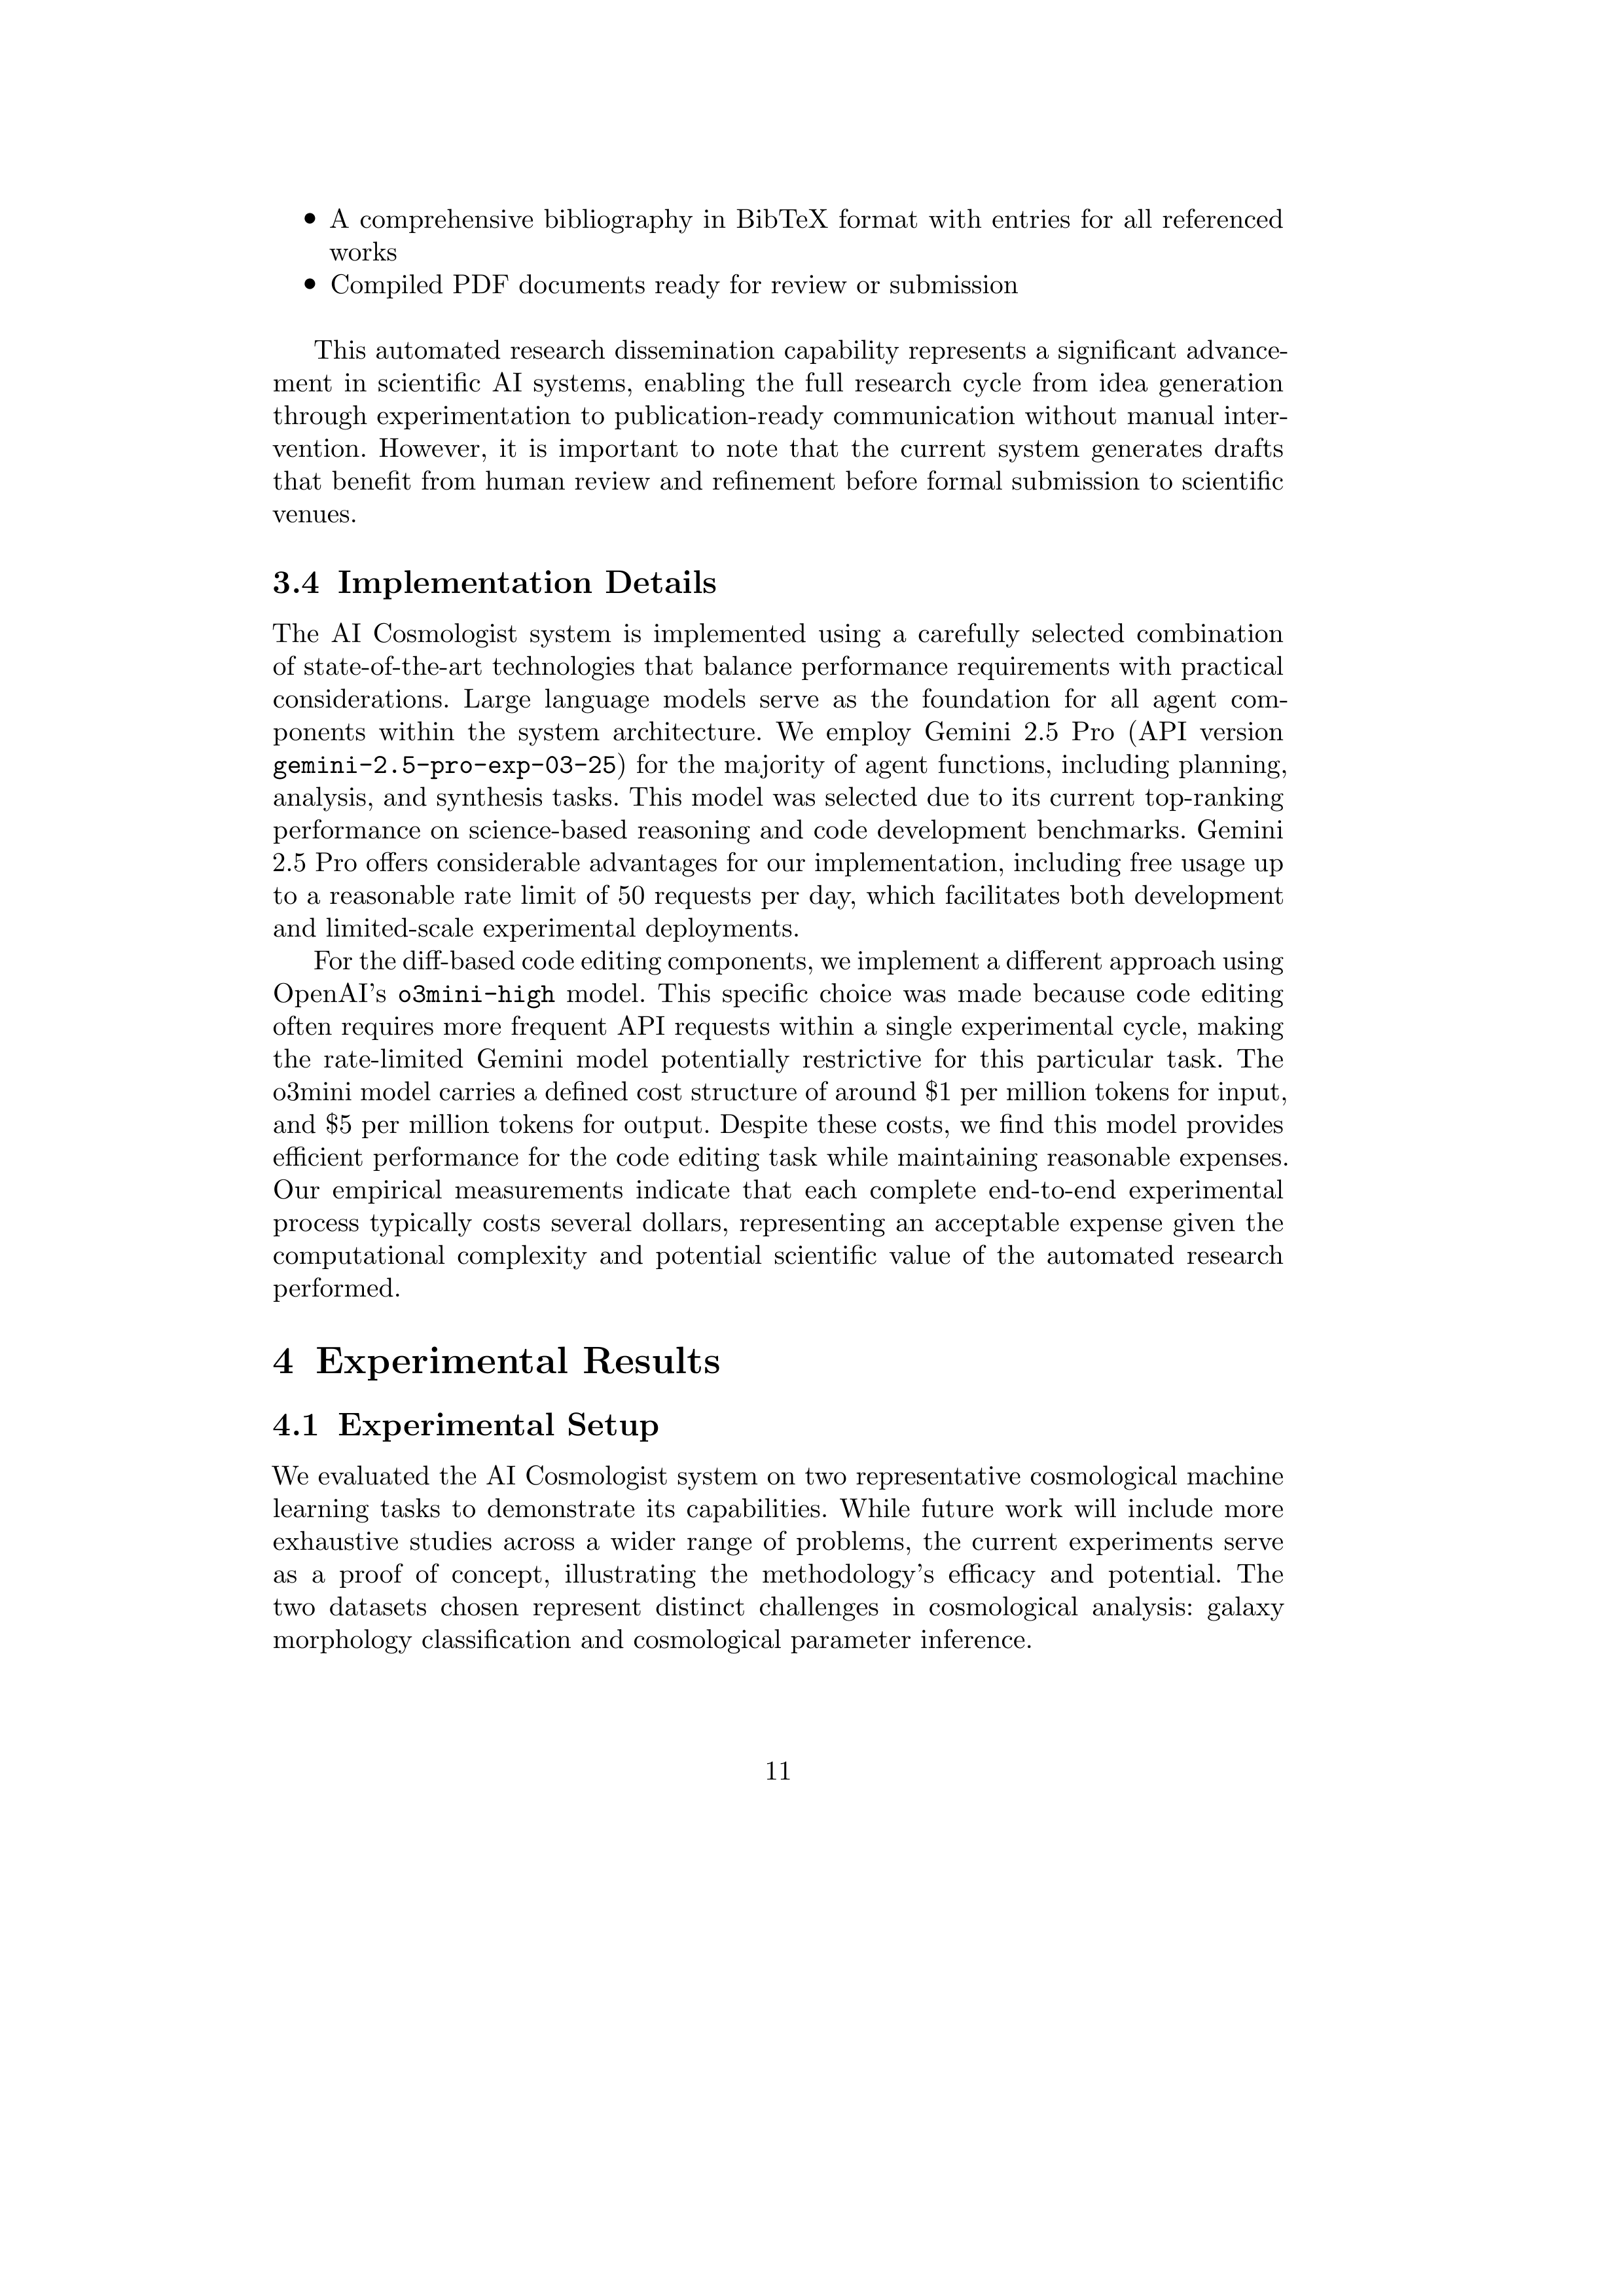 • A comprehensive bibliography in BibTeX format with entries for all referenced
works
• Compiled PDF documents ready for review or submission
This automated research dissemination capability represents a significant advance-
ment in scientific AI systems, enabling the full research cycle from idea generation
through experimentation to publication-ready communication without manual inter-
vention. However, it is important to note that the current system generates drafts
that benefit from human review and refinement before formal submission to scientific
venues.
3.4 Implementation Details
The AI Cosmologist system is implemented using a carefully selected combination
of state-of-the-art technologies that balance performance requirements with practical
considerations. Large language models serve as the foundation for all agent com-
ponents within the system architecture. We employ Gemini 2.5 Pro (API version
gemini-2.5-pro-exp-03-25) for the majority of agent functions, including planning,
analysis, and synthesis tasks. This model was selected due to its current top-ranking
performance on science-based reasoning and code development benchmarks. Gemini
2.5 Pro offers considerable advantages for our implementation, including free usage up
to a reasonable rate limit of 50 requests per day, which facilitates both development
and limited-scale experimental deployments.
For the diff-based code editing components, we implement a different approach using
OpenAI's o3mini-high model. This specific choice was made because code editing
often requires more frequent API requests within a single experimental cycle, making
the rate-limited Gemini model potentially restrictive for this particular task. The
o3mini model carries a defined cost structure of around $1 per million tokens for input,
and $5 per million tokens for output. Despite these costs, we find this model provides
efficient performance for the code editing task while maintaining reasonable expenses.
Our empirical measurements indicate that each complete end-to-end experimental
process typically costs several dollars, representing an acceptable expense given the
computational complexity and potential scientific value of the automated research
performed.
4 Experimental Results
4.1 Experimental Setup
We evaluated the AI Cosmologist system on two representative cosmological machine
learning tasks to demonstrate its capabilities. While future work will include more
exhaustive studies across a wider range of problems, the current experiments serve
as a proof of concept, illustrating the methodology's efficacy and potential. The
two datasets chosen represent distinct challenges in cosmological analysis: galaxy
morphology classification and cosmological parameter inference.
11